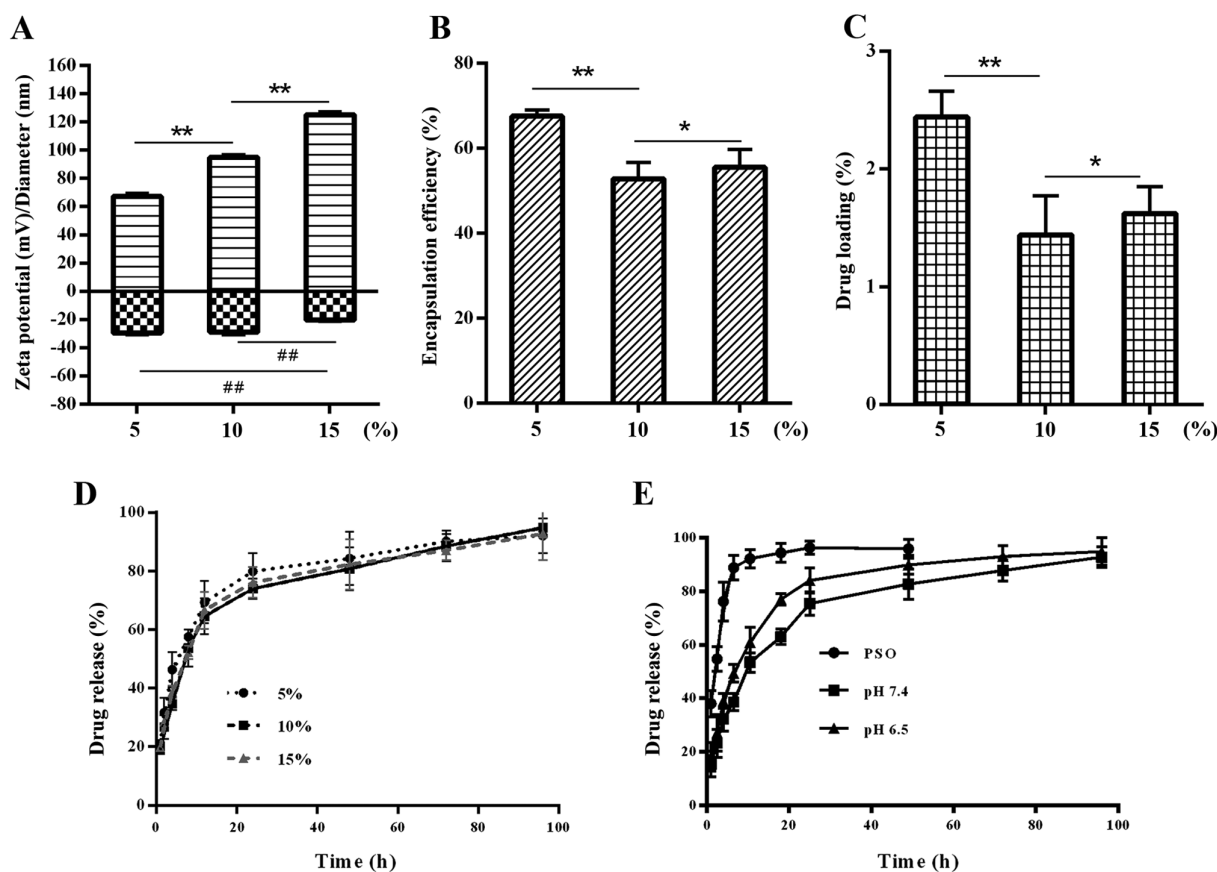 A
Zeta potential (mV)/Diameter (nm)
160
140
120
100
80
60
40
20
0
-20
-40
-60
-80
**
**
##
##
5 10 15 (%)
B
Encapsulation efficiency (%)
80
60
40
20
0
**
*
5 10 15 (%)
C
Drug loading (%)
3
2
1
0
**
*
5 10 15 (%)
D
Drug release (%)
100
80
60
40
20
0
5%
10%
15%
0 20 40 60 80 100
Time (h)
E
Drug release (%)
100
80
60
40
20
0
PSO
pH 7.4
pH 6.5
0 20 40 60 80 100
Time (h)